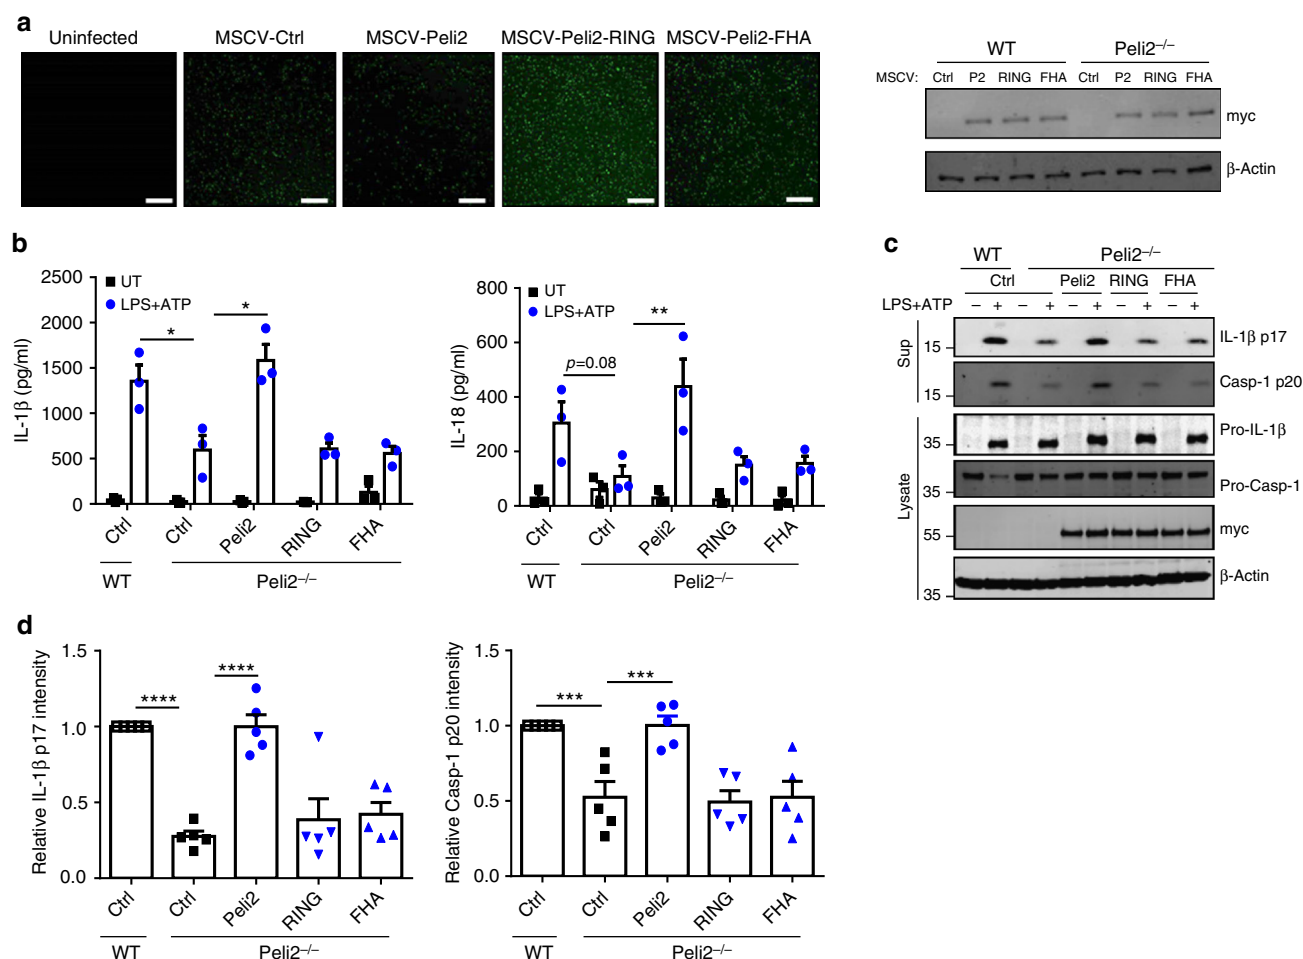 a
Uninfected MSCV-Ctrl MSCV-Peli2 MSCV-Peli2-RING MSCV-Peli2-FHA
WT Peli2–/–
MSCV: Ctrl P2 RING FHA Ctrl P2 RING FHA
myc
β-Actin
b
IL-1β (pg/ml)
2500
2000
1500
1000
500
0
UT
LPS+ATP
*
*
Ctrl Ctrl Peli2 RING FHA
WT Peli2–/–
IL-18 (pg/ml)
800
600
400
200
0
UT
LPS+ATP
p=0.08
**
Ctrl Ctrl Peli2 RING FHA
WT Peli2–/–
c
WT Peli2–/–
Ctrl Peli2 RING FHA
LPS+ATP – + – + – + – + – +
Sup
15 IL-1β p17
15 Casp-1 p20
Lysate
35 Pro-IL-1β
35 Pro-Casp-1
55 myc
35 β-Actin
d
Relative IL-1β p17 intensity
1.5
1.0
0.5
0.0
****
****
Ctrl Ctrl Peli2 RING FHA
WT Peli2–/–
Relative Casp-1 p20 intensity
1.5
1.0
0.5
0.0
***
***
Ctrl Ctrl Peli2 RING FHA
WT Peli2–/–